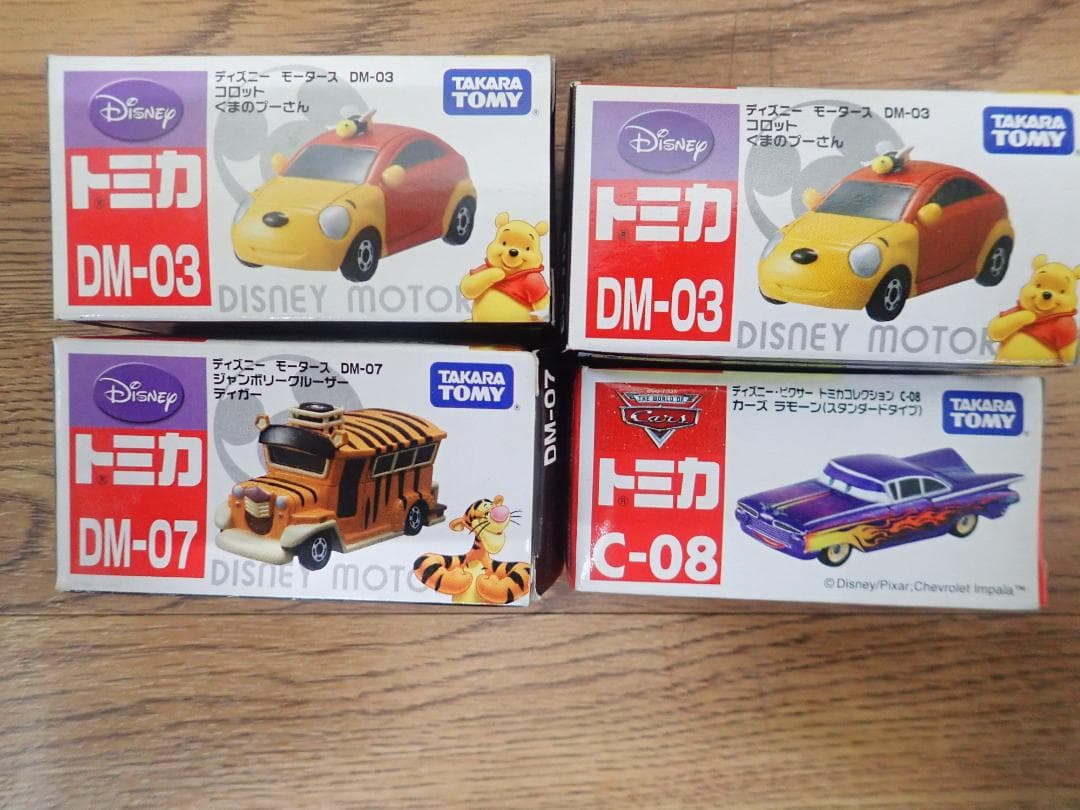 Disney
ディズニー モータース DM-03
コロット
くまのプーさん
TAKARA
TOMY
トミカ
DM-03
DISNEY MOTOR
Disney
ディズニー モータース DM-03
コロット
くまのプーさん
TAKARA
TOMY
トミカ
DM-03
DISNEY MOTOR
Disney
ディズニー モータース DM-07
ジャンボリークルーザー
ティガー
TAKARA
TOMY
トミカ
DM-07
DISNEY MOTO
DM-07
THE WORLD OF
Cars
ディズニー・ピクサー トミカコレクション C-08
カーズ ラモーン(スタンダードタイプ)
TAKARA
TOMY
トミカ
C-08
©Disney/Pixar;Chevrolet Impala™